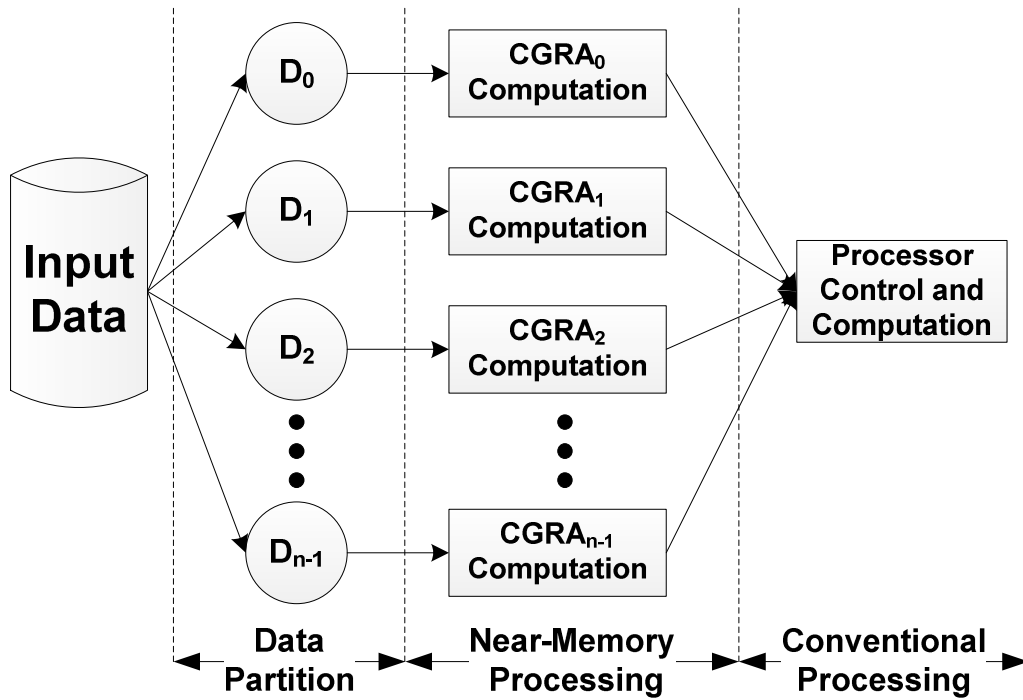 Input
Data
D₀
CGRA₀
Computation
D₁
CGRA₁
Computation
D₂
CGRA₂
Computation
Dₙ₋₁
CGRAₙ₋₁
Computation
Processor
Control and
Computation
Data
Partition
Near-Memory
Processing
Conventional
Processing